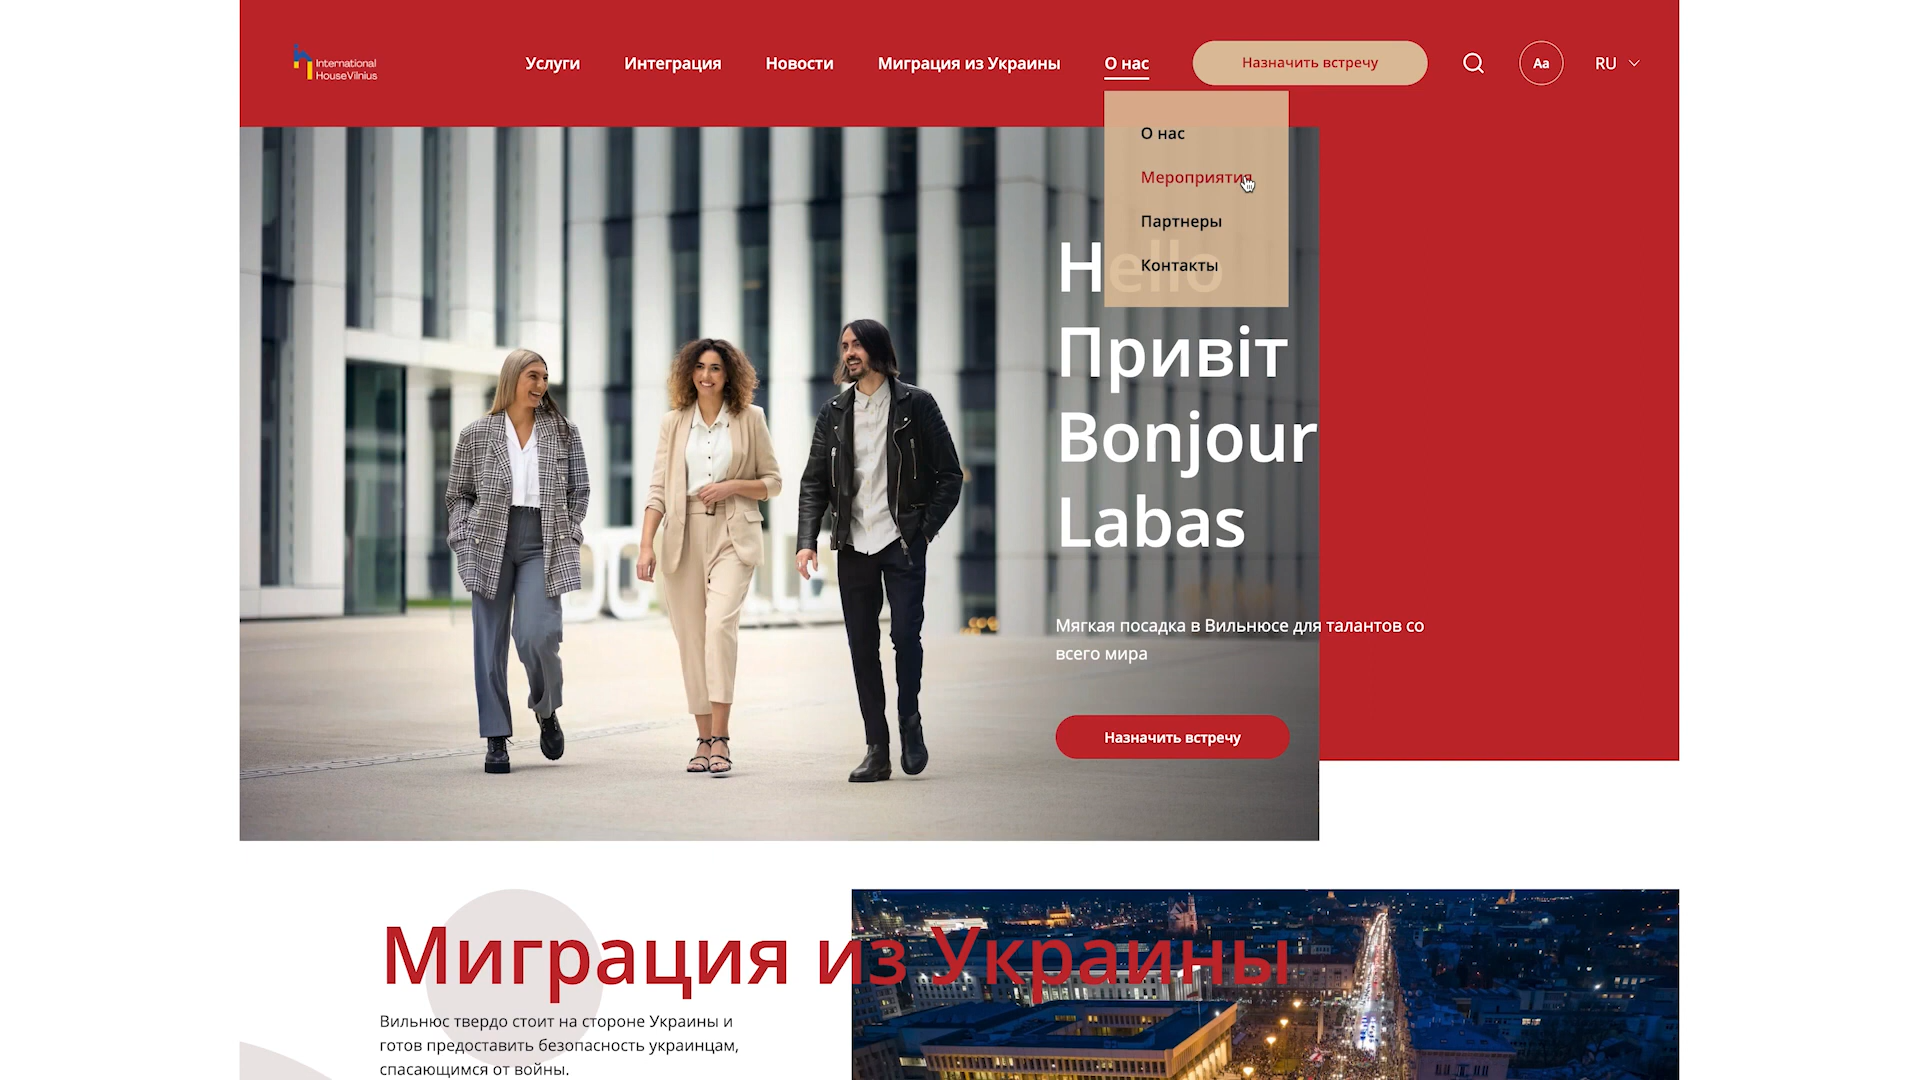 International
House Vilnius
Услуги
Интеграция
Новости
Миграция из Украины
О нас
Назначить встречу
Aa
RU
О нас
Мероприятия
Партнеры
Контакты
Hello
Привіт
Bonjour
Labas
Мягкая посадка в Вильнюсе для талантов со
всего мира
Назначить встречу
Миграция из Украины
Вильнюс твердо стоит на стороне Украины и
готов предоставить безопасность украинцам,
спасающимся от войны.